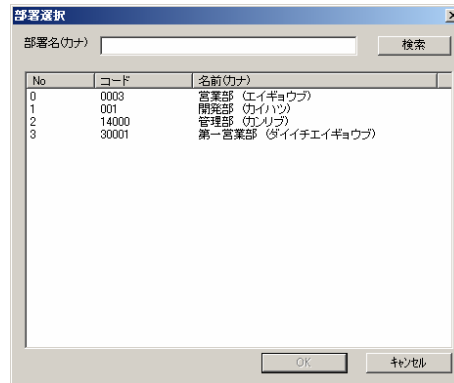 部署選択
部署名(カナ) 検索
No コード 名前(カナ)
0 0003 営業部 (エイギョウブ)
1 001 開発部 (カイハツ)
2 14000 管理部 (カンリブ)
3 30001 第一営業部 (ダイイチエイギョウブ)
OK キャンセル